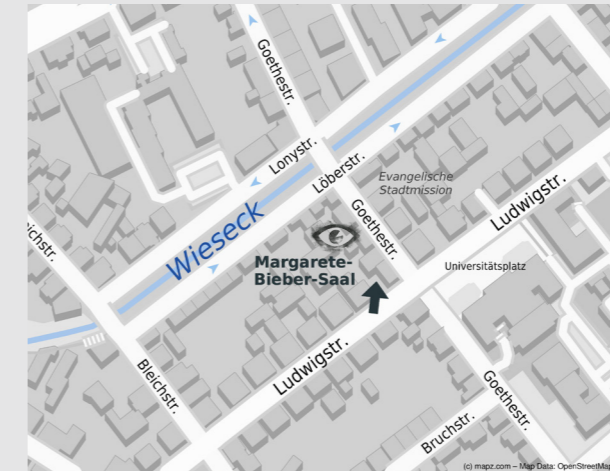 Goethestr.
Lonystr.
Löberstr.
Evangelische
Stadtmission
Wieseck
Goethestr.
Ludwigstr.
eichstr.
Margarete-
Bieber-Saal
Universitätsplatz
Ludwigstr.
Bleichstr.
Goethestr.
Bruchstr.
(c) mapz.com – Map Data: OpenStreetMap